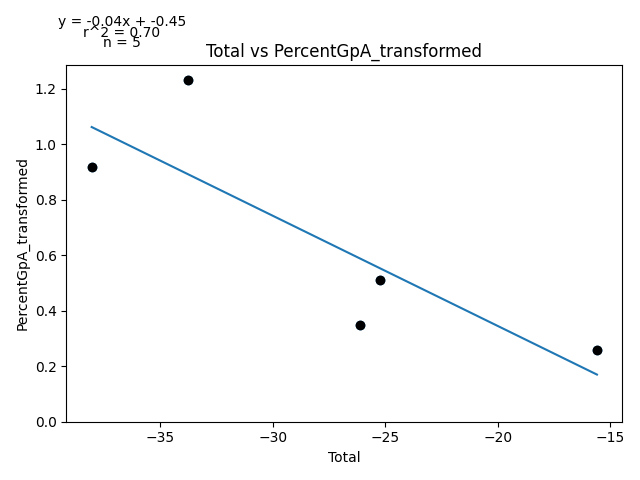 y = -0.04x + -0.45
r^2 = 0.70
n = 5
Total vs PercentGpA_transformed
PercentGpA_transformed
1.2
1.0
0.8
0.6
0.4
0.2
0.0
−35
−30
−25
−20
−15
Total